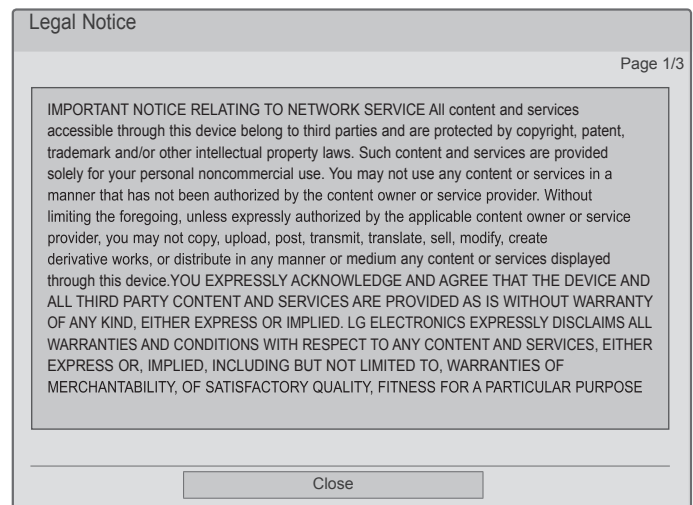 Legal Notice
Page 1/3
IMPORTANT NOTICE RELATING TO NETWORK SERVICE All content and services
accessible through this device belong to third parties and are protected by copyright, patent,
trademark and/or other intellectual property laws. Such content and services are provided
solely for your personal noncommercial use. You may not use any content or services in a
manner that has not been authorized by the content owner or service provider. Without
limiting the foregoing, unless expressly authorized by the applicable content owner or service
provider, you may not copy, upload, post, transmit, translate, sell, modify, create
derivative works, or distribute in any manner or medium any content or services displayed
through this device.YOU EXPRESSLY ACKNOWLEDGE AND AGREE THAT THE DEVICE AND
ALL THIRD PARTY CONTENT AND SERVICES ARE PROVIDED AS IS WITHOUT WARRANTY
OF ANY KIND, EITHER EXPRESS OR IMPLIED. LG ELECTRONICS EXPRESSLY DISCLAIMS ALL
WARRANTIES AND CONDITIONS WITH RESPECT TO ANY CONTENT AND SERVICES, EITHER
EXPRESS OR, IMPLIED, INCLUDING BUT NOT LIMITED TO, WARRANTIES OF
MERCHANTABILITY, OF SATISFACTORY QUALITY, FITNESS FOR A PARTICULAR PURPOSE
Close